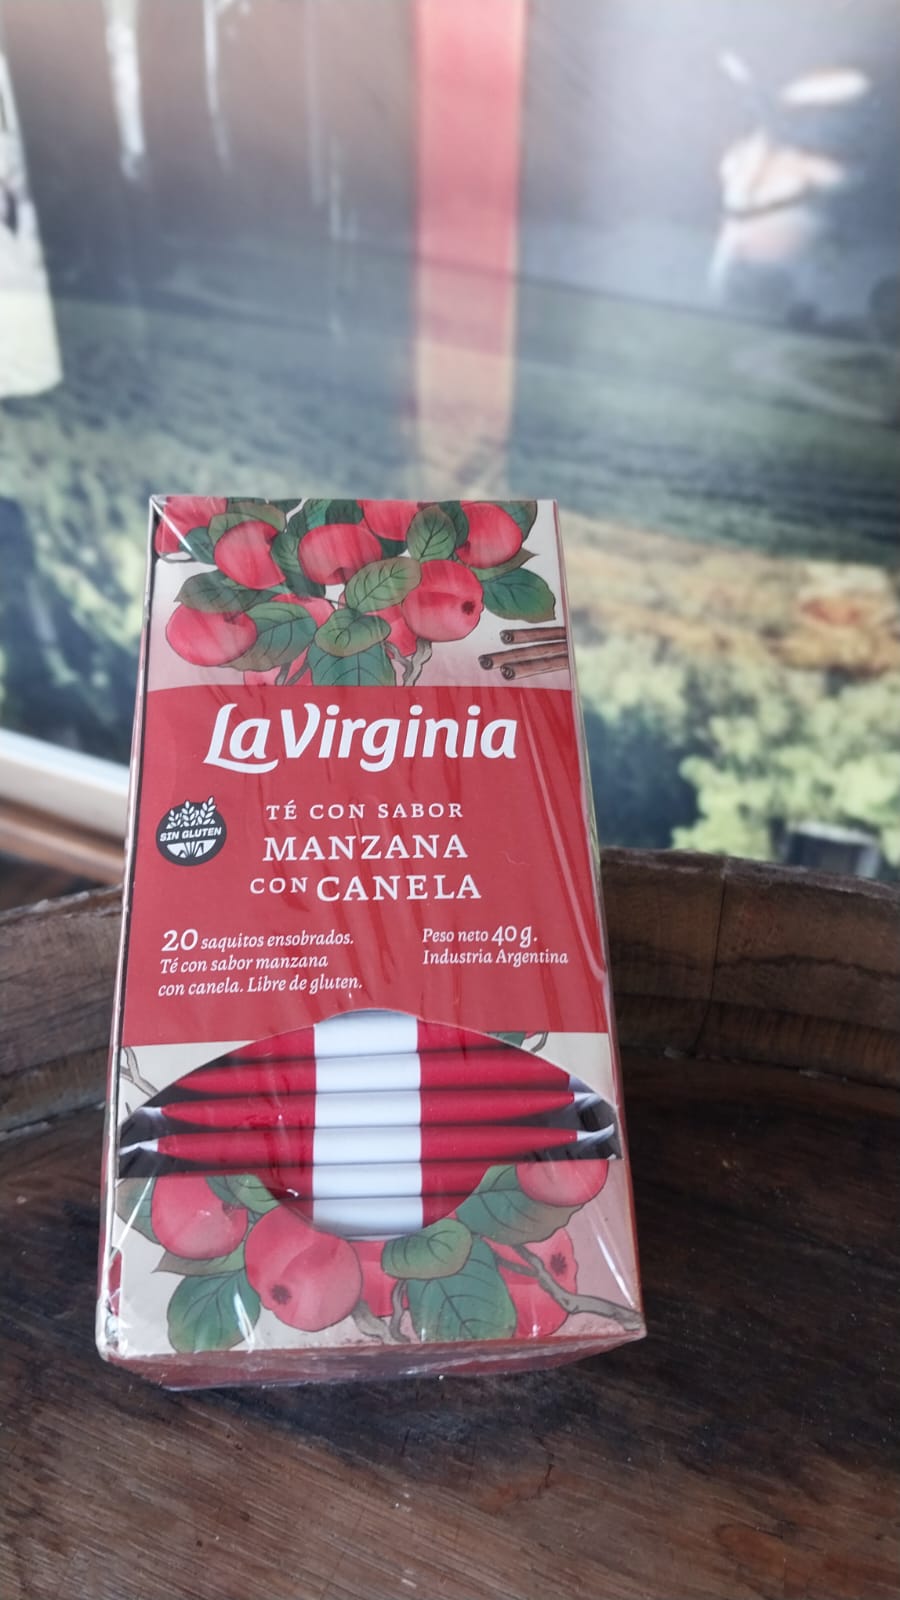 La Virginia
SIN GLUTEN
TÉ CON SABOR
MANZANA
CON CANELA
20 saquitos ensobrados.
Té con sabor manzana
con canela. Libre de gluten.
Peso neto 40 g.
Industria Argentina